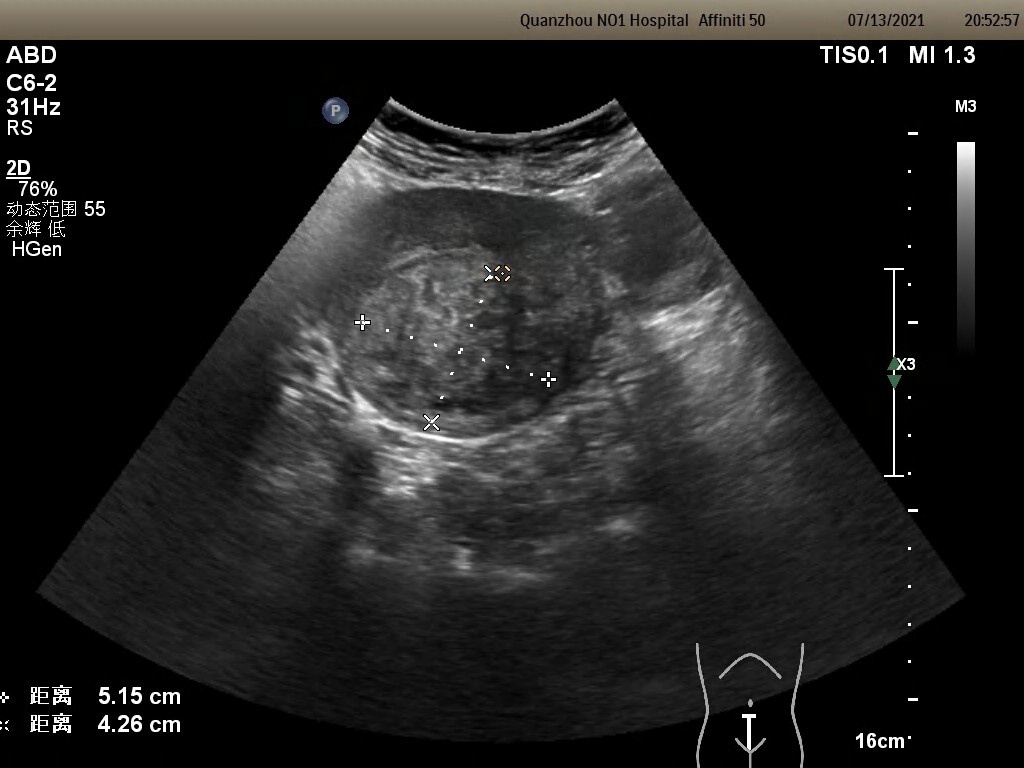 Quanzhou NO1 Hospital Affiniti 50 07/13/2021 20:52:57
ABD TIS0.1 MI 1.3
C6-2
31Hz
RS
P
M3
2D
76%
动态范围 55
余辉 低
HGen
X3
距离 5.15 cm
距离 4.26 cm
16cm